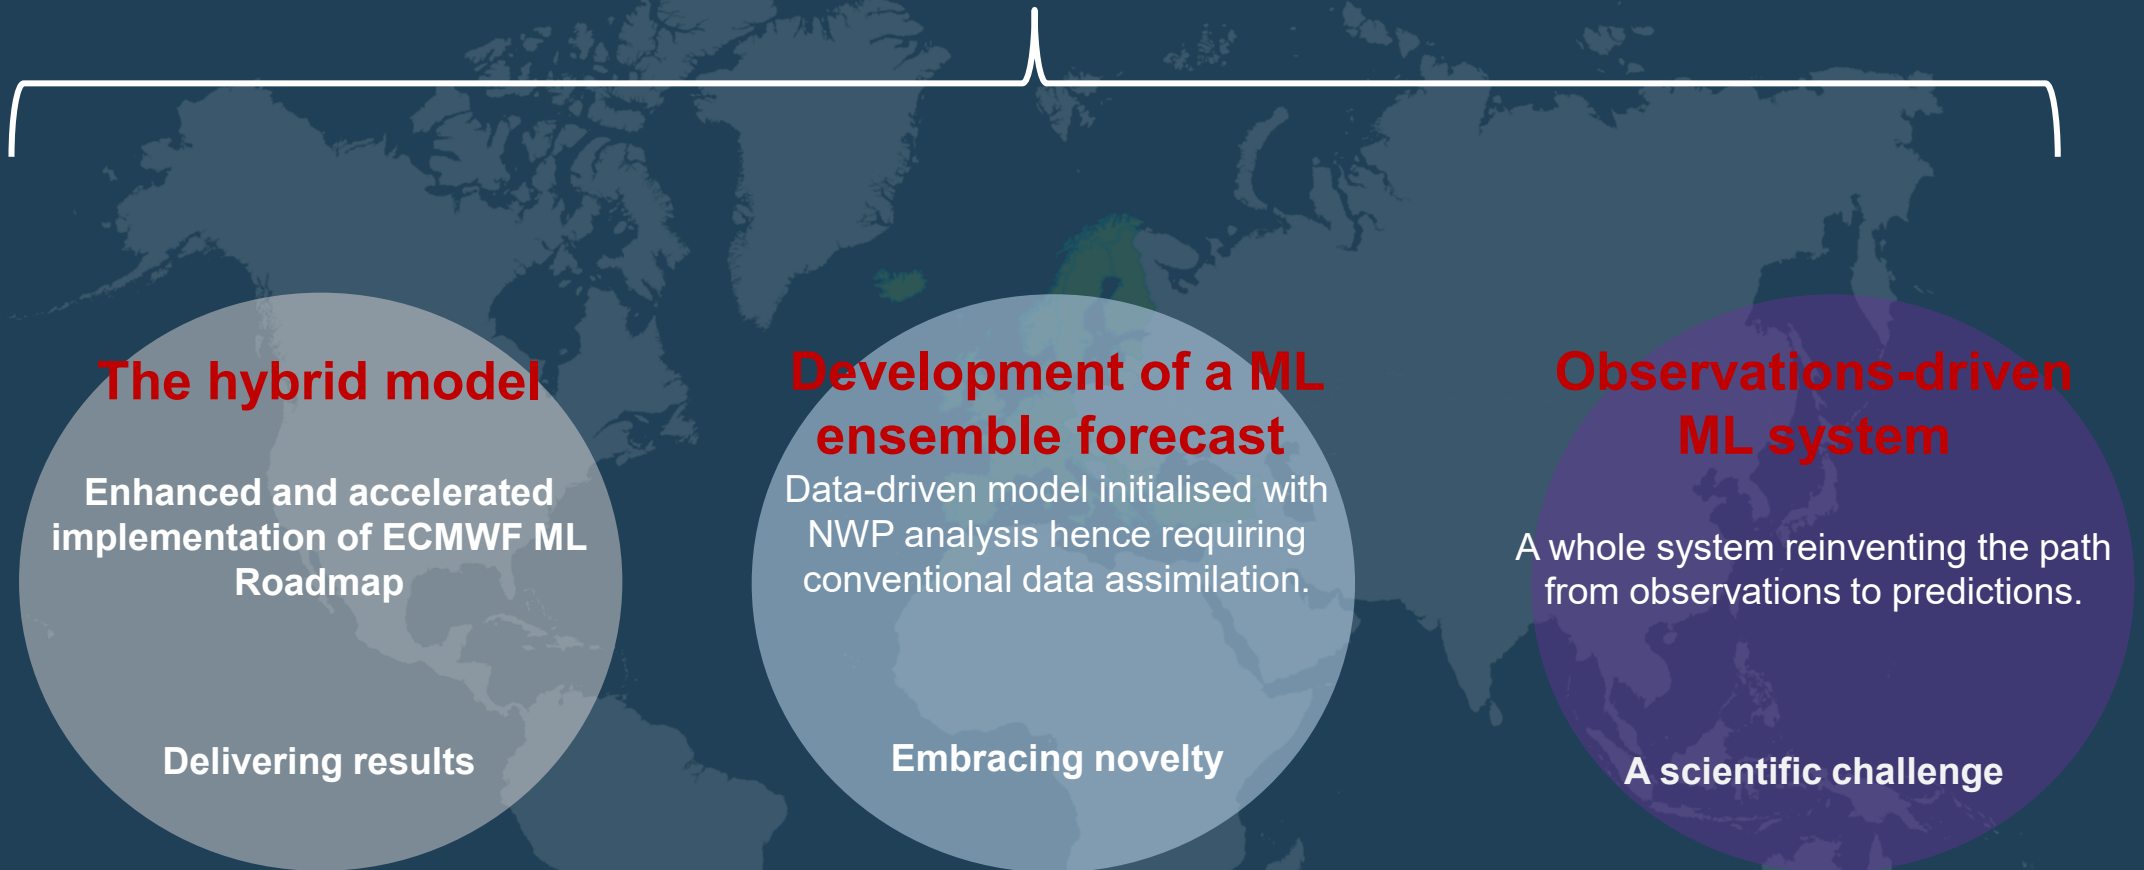 The hybrid model
Enhanced and accelerated
implementation of ECMWF ML
Roadmap
Delivering results
Development of a ML
ensemble forecast
Data-driven model initialised with
NWP analysis hence requiring
conventional data assimilation.
Embracing novelty
Observations-driven
ML system
A whole system reinventing the path
from observations to predictions.
A scientific challenge